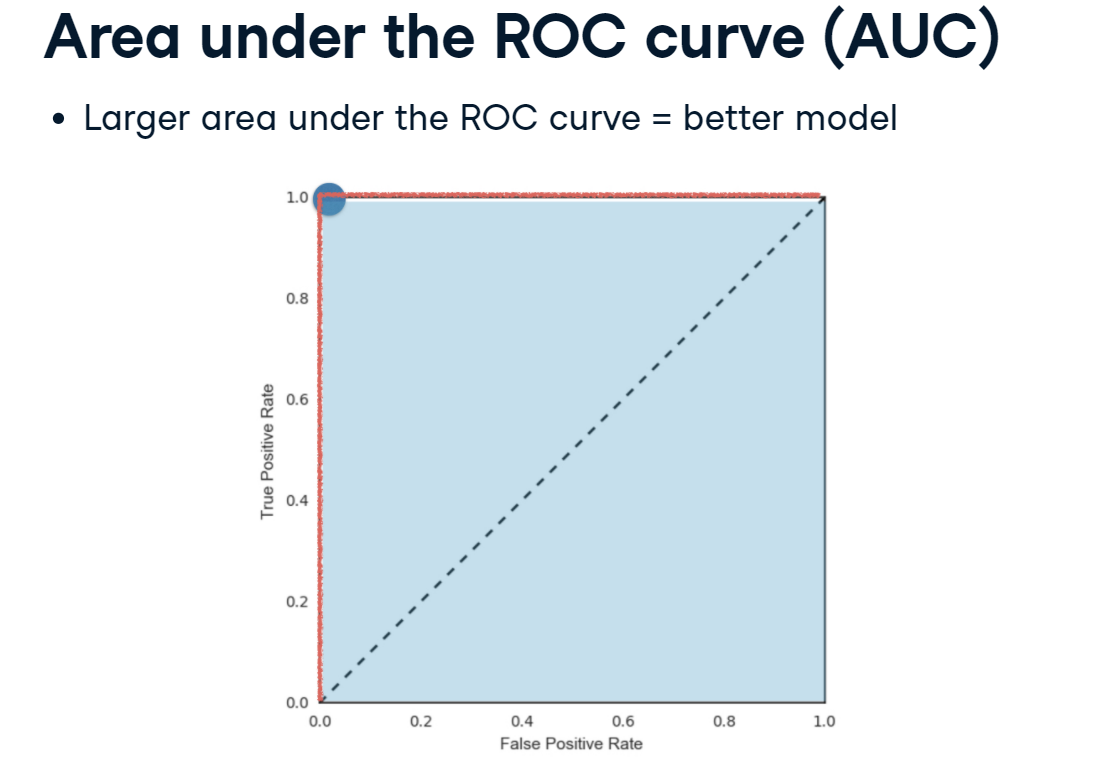 Area under the ROC curve (AUC)
• Larger area under the ROC curve = better model
1.0
0.8
0.6
0.4
0.2
0.0
True Positive Rate
0.0 0.2 0.4 0.6 0.8 1.0
False Positive Rate